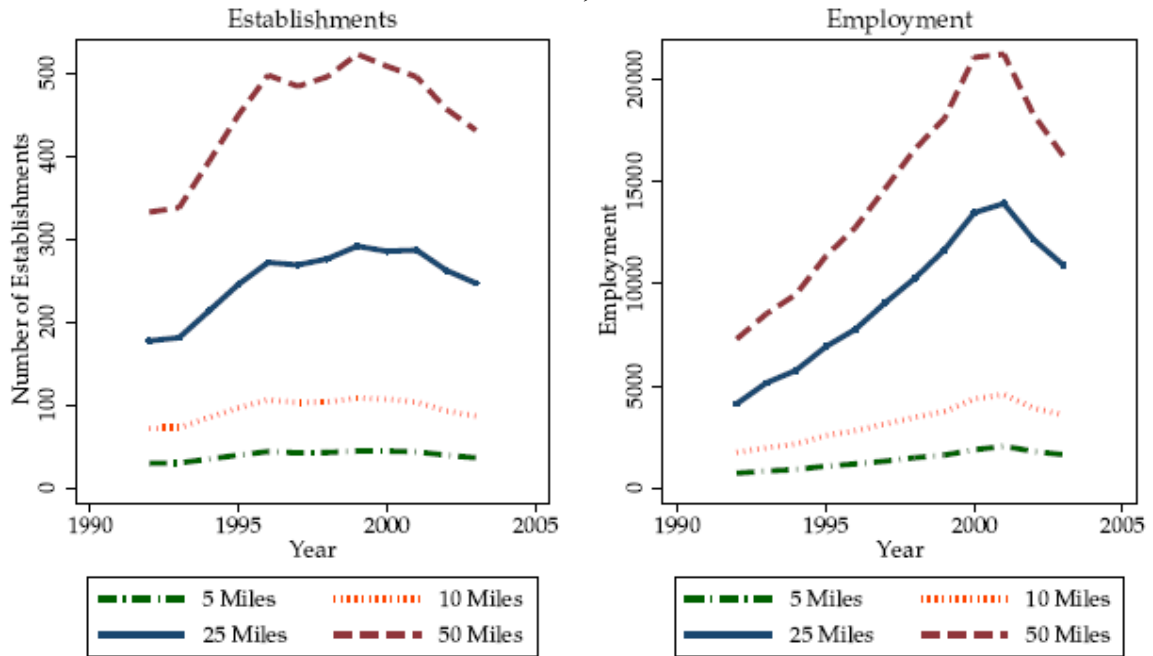 Establishments
Number of Establishments
500
400
300
200
100
0
1990 1995 2000 2005
Year
5 Miles 10 Miles
25 Miles 50 Miles
Employment
Employment
20000
15000
10000
5000
0
1990 1995 2000 2005
Year
5 Miles 10 Miles
25 Miles 50 Miles